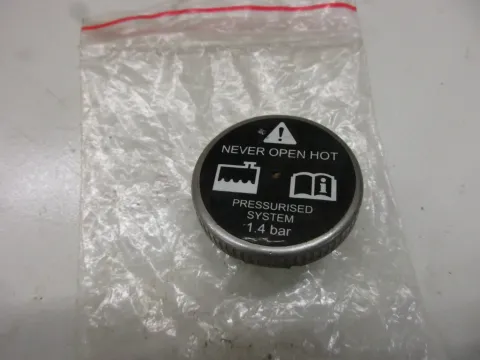 NEVER OPEN HOT
PRESSURISED
SYSTEM
1.4 bar